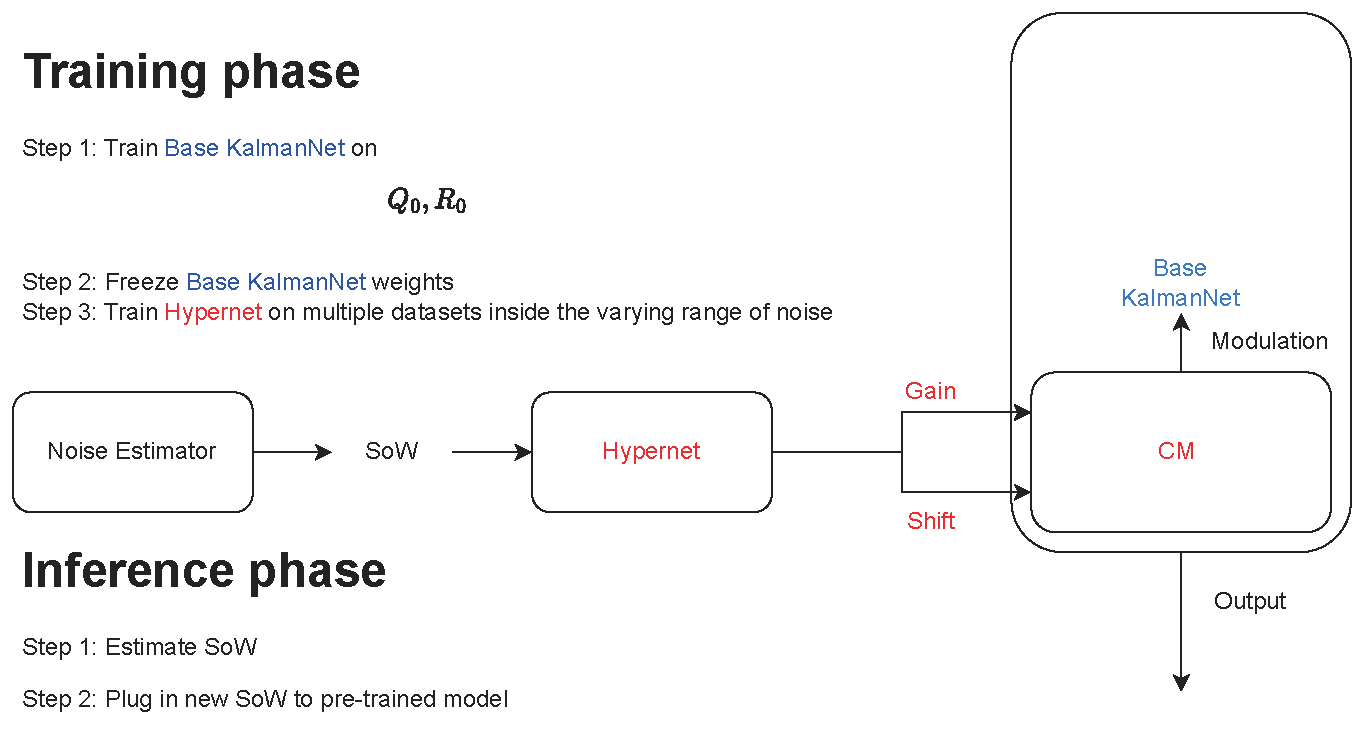 Training phase
Step 1: Train Base KalmanNet on
Q₀, R₀
Step 2: Freeze Base KalmanNet weights
Step 3: Train Hypernet on multiple datasets inside the varying range of noise
Base
KalmanNet
Modulation
Gain
Noise Estimator
SoW
Hypernet
CM
Shift
Inference phase
Output
Step 1: Estimate SoW
Step 2: Plug in new SoW to pre-trained model